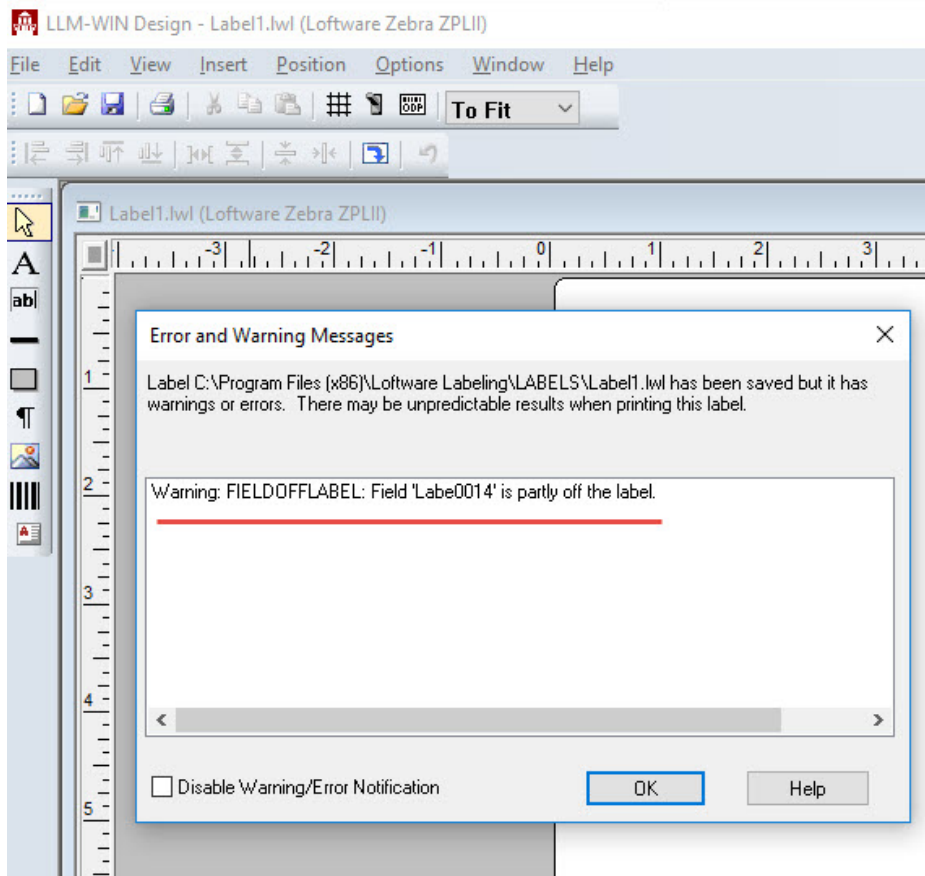 LLM-WIN Design - Label1.lwl (Loftware Zebra ZPLII)
File Edit View Insert Position Options Window Help
To Fit
Label1.lwl (Loftware Zebra ZPLII)
-3 -2 -1 0 1 2 3
A
ab
Error and Warning Messages
1
Label C:\Program Files (x86)\Loftware Labeling\LABELS\Label1.lwl has been saved but it has
warnings or errors. There may be unpredictable results when printing this label.
¶
2
Warning: FIELDOFFLABEL: Field 'Labe0014' is partly off the label.
A
3
4
Disable Warning/Error Notification OK Help
5